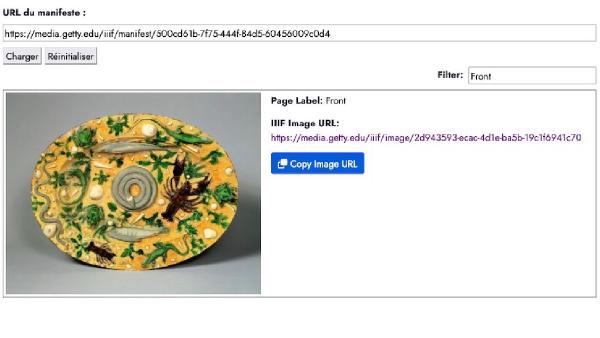 URL du manifeste :
https://media.getty.edu/iiif/manifest/500cd61b-7f75-444f-84d5-60456009c0d4
Charger Réinitialiser
Filter: Front
Page Label: Front
IIIF Image URL:
https://media.getty.edu/iiif/image/2d943593-ecac-4d1e-ba5b-19c1f6941c70
Copy Image URL